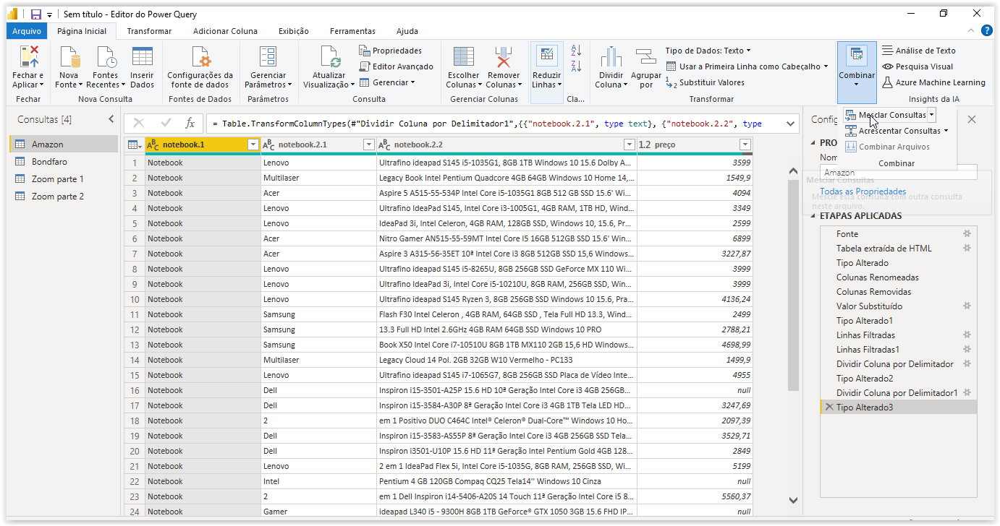 Sem título - Editor do Power Query
Arquivo Página Inicial Transformar Adicionar Coluna Exibição Ferramentas Ajuda
Fechar e Aplicar
Fechar
Nova Fonte Fontes Recentes Inserir Dados
Nova Consulta
Configurações da fonte de dados
Fontes de Dados
Gerenciar Parâmetros
Parâmetros
Atualizar Visualização
Propriedades
Editor Avançado
Gerenciar
Consulta
Escolher Colunas Remover Colunas
Gerenciar Colunas
Reduzir Linhas
Cla...
Dividir Coluna Agrupar por
Tipo de Dados: Texto
Usar a Primeira Linha como Cabeçalho
Substituir Valores
Transformar
Combinar
Análise de Texto
Pesquisa Visual
Azure Machine Learning
Insights da IA
Mesclar Consultas
Acrescentar Consultas
Combinar Arquivos
Combinar
Mesclar Consultas
Mescle esta consulta com outra consulta
neste arquivo.
Consultas [4]
Amazon
Bondfaro
Zoom parte 1
Zoom parte 2
fx = Table.TransformColumnTypes(#"Dividir Coluna por Delimitador1",{{"notebook.2.1", type text}, {"notebook.2.2", type
ABC notebook.1 ABC notebook.2.1 ABC notebook.2.2 1.2 preço
1 Notebook Lenovo Ultrafino ideapad S145 i5-1035G1, 8GB 1TB Windows 10 15.6 Dolby A... 3599
2 Notebook Multilaser Legacy Book Intel Pentium Quadcore 4GB 64GB Windows 10 Home 14,... 1549,9
3 Notebook Acer Aspire 5 A515-55-534P Intel Core i5-1035G1 8GB 512 GB SSD 15.6' Wi... 4094
4 Notebook Lenovo Ultrafino IdeaPad S145, Intel Core i3-1005G1, 4GB RAM, 1TB HD, Wind... 3349
5 Notebook Lenovo IdeaPad 3i, Intel Celeron, 4GB RAM, 128GB SSD, Windows 10, 15.6, Pr... 2599
6 Notebook Acer Nitro Gamer AN515-55-59MT Intel Core I5 16GB 512GB SSD 15.6' Win... 6899
7 Notebook Acer Aspire 3 A315-56-35ET 10ª Intel Core i3 8GB 512GB SSD 15,6 Windows... 3227,87
8 Notebook Lenovo Ultrafino ideapad S145 i5-8265U, 8GB 256GB SSD GeForce MX 110 Wi... 3999
9 Notebook Lenovo Ultrafino IdeaPad 3i, Intel Core i5-10210U, 8GB RAM, 256GB SSD, Win... 3999
10 Notebook Lenovo Ultrafino ideapad S145 Ryzen 3, 8GB 256GB SSD Windows 10 15.6, Pra... 4136,24
11 Notebook Samsung Flash F30 Intel Celeron , 4GB RAM, 64GB SSD , Tela Full HD 13.3, Wind... 2499
12 Notebook Samsung 13.3 Full HD Intel 2.6GHz 4GB RAM 64GB SSD Windows 10 PRO 2788,21
13 Notebook Samsung Book X50 Intel Core i7-10510U 8GB 1TB MX110 2GB 15,6 HD Windows... 4698,99
14 Notebook Multilaser Legacy Cloud 14 Pol. 2GB 32GB W10 Vermelho - PC133 1499,9
15 Notebook Lenovo Ultrafino ideapad S145 i7-1065G7, 8GB 256GB SSD Placa de Vídeo Inte... 4955
16 Notebook Dell Inspiron i15-3501-A25P 15.6 HD 10ª Geração Intel Core i3 4GB 256GB... null
17 Notebook Dell Inspiron i15-3584-A30P 8ª Geração Intel Core i3 4GB 1TB Tela LED HD... 3247,69
18 Notebook 2 em 1 Positivo DUO C464C Intel® Celeron® Dual-Core™ Windows 10 Ho... 2097,39
19 Notebook Dell Inspiron i15-3583-AS55P 8ª Geração Intel Core i3 4GB 256GB SSD Tela... 3529,71
20 Notebook Dell Inspiron i3501-U10P 15.6 HD 11ª Geração Intel Pentium Gold 4GB 128... 2849
21 Notebook Lenovo 2 em 1 IdeaPad Flex 5i, Intel Core i5-1035G, 8GB RAM, 256GB SSD, Wi... 5199
22 Notebook Intel Pentium 4 GB 120GB Compaq CQ25 Tela14'' Windows 10 Cinza null
23 Notebook 2 em 1 Dell Inspiron i14-5406-A20S 14 Touch 11ª Geração Intel Core i5 8... 5560,37
24 Notebook Gamer ideapad L340 i5 - 9300H 8GB 1TB GeForce® GTX 1050 3GB 15.6 FHD IP... null
Config
PRO
Nom
Amazon
Todas as Propriedades
ETAPAS APLICADAS
Fonte
Tabela extraída de HTML
Tipo Alterado
Colunas Renomeadas
Colunas Removidas
Valor Substituído
Tipo Alterado1
Linhas Filtradas
Linhas Filtradas1
Dividir Coluna por Delimitador
Tipo Alterado2
Dividir Coluna por Delimitador1
Tipo Alterado3